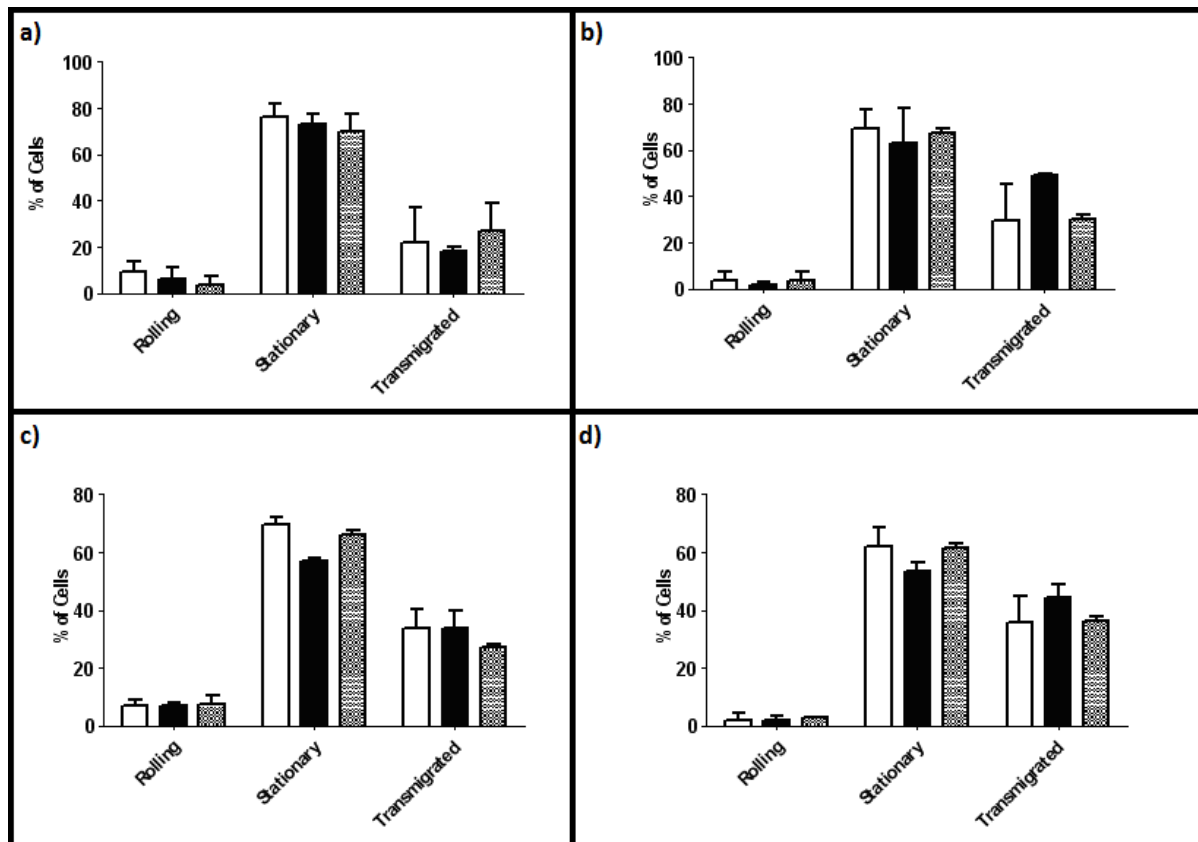 a)
% of Cells
100
80
60
40
20
0
Rolling
Stationary
Transmigrated
b)
% of Cells
100
80
60
40
20
0
Rolling
Stationary
Transmigrated
c)
% of Cells
80
60
40
20
0
Rolling
Stationary
Transmigrated
d)
% of Cells
80
60
40
20
0
Rolling
Stationary
Transmigrated